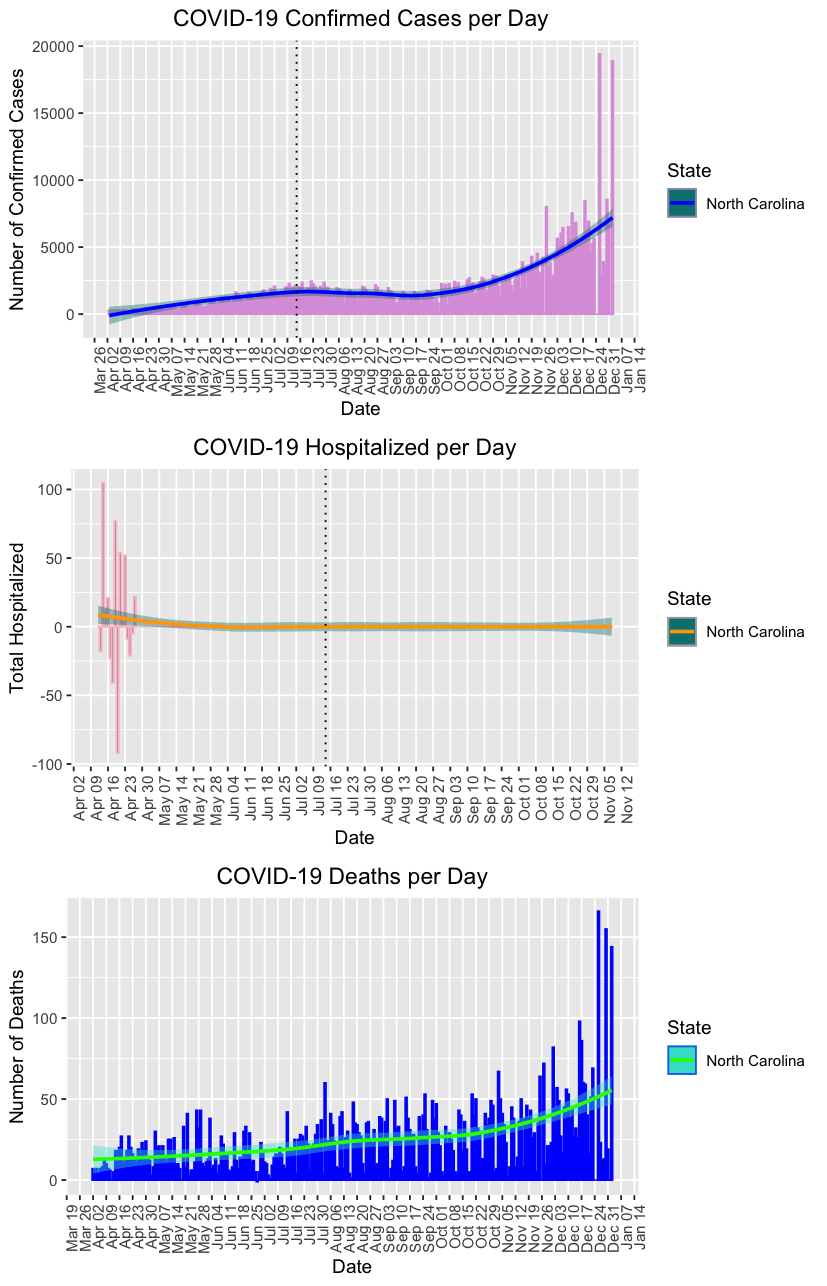 COVID-19 Confirmed Cases per Day
Number of Confirmed Cases
20000
15000
10000
5000
0
Mar 26
Apr 02
Apr 09
Apr 16
Apr 23
Apr 30
May 07
May 14
May 21
May 28
Jun 04
Jun 11
Jun 18
Jun 25
Jul 02
Jul 09
Jul 16
Jul 23
Jul 30
Aug 06
Aug 13
Aug 20
Aug 27
Sep 03
Sep 10
Sep 17
Sep 24
Oct 01
Oct 08
Oct 15
Oct 22
Oct 29
Nov 05
Nov 12
Nov 19
Nov 26
Dec 03
Dec 10
Dec 17
Dec 24
Dec 31
Jan 07
Jan 14
Date
State
North Carolina
COVID-19 Hospitalized per Day
Total Hospitalized
100
50
0
-50
-100
Apr 02
Apr 09
Apr 16
Apr 23
Apr 30
May 07
May 14
May 21
May 28
Jun 04
Jun 11
Jun 18
Jun 25
Jul 02
Jul 09
Jul 16
Jul 23
Jul 30
Aug 06
Aug 13
Aug 20
Aug 27
Sep 03
Sep 10
Sep 17
Sep 24
Oct 01
Oct 08
Oct 15
Oct 22
Oct 29
Nov 05
Nov 12
Date
State
North Carolina
COVID-19 Deaths per Day
Number of Deaths
150
100
50
0
Mar 19
Mar 26
Apr 02
Apr 09
Apr 16
Apr 23
Apr 30
May 07
May 14
May 21
May 28
Jun 04
Jun 11
Jun 18
Jun 25
Jul 02
Jul 09
Jul 16
Jul 23
Jul 30
Aug 06
Aug 13
Aug 20
Aug 27
Sep 03
Sep 10
Sep 17
Sep 24
Oct 01
Oct 08
Oct 15
Oct 22
Oct 29
Nov 05
Nov 12
Nov 19
Nov 26
Dec 03
Dec 10
Dec 17
Dec 24
Dec 31
Jan 07
Jan 14
Date
State
North Carolina